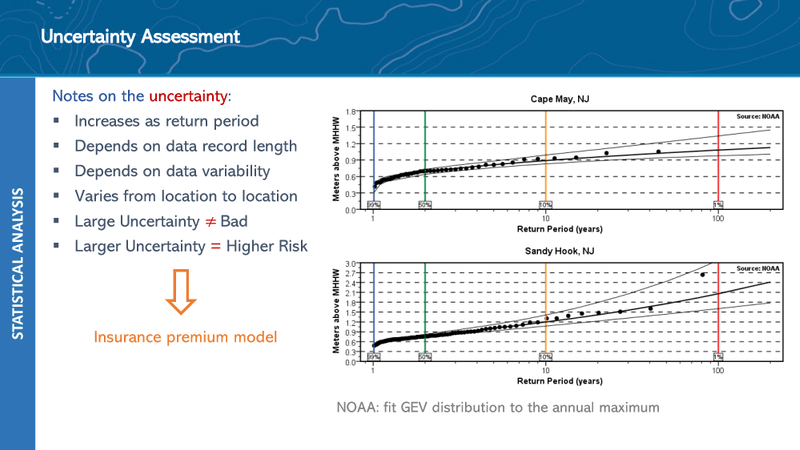 Uncertainty Assessment
STATISTICAL ANALYSIS
Notes on the uncertainty:
▪ Increases as return period
▪ Depends on data record length
▪ Depends on data variability
▪ Varies from location to location
▪ Large Uncertainty ≠ Bad
▪ Larger Uncertainty = Higher Risk
Insurance premium model
Cape May, NJ
Source: NOAA
Meters above MHHW
1.8
1.5
1.2
0.9
0.6
0.3
0.0
99% 50% 10% 1%
1 10 100
Return Period (years)
Sandy Hook, NJ
Source: NOAA
Meters above MHHW
3.0
2.7
2.4
2.1
1.8
1.5
1.2
0.9
0.6
0.3
0.0
99% 50% 10% 1%
1 10 100
Return Period (years)
NOAA: fit GEV distribution to the annual maximum